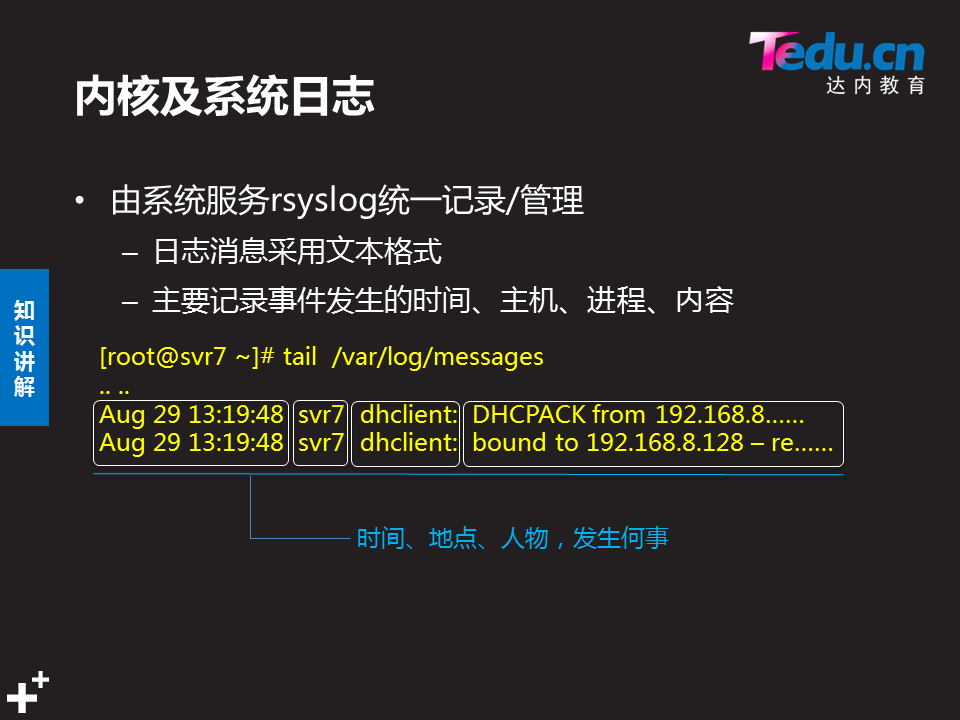 Tedu.cn
达内教育
内核及系统日志
• 由系统服务rsyslog统一记录/管理
– 日志消息采用文本格式
– 主要记录事件发生的时间、主机、进程、内容
知识讲解
[root@svr7 ~]# tail  /var/log/messages
.. ..
Aug 29 13:19:48 svr7 dhclient: DHCPACK from 192.168.8……
Aug 29 13:19:48 svr7 dhclient: bound to 192.168.8.128 – re……
时间、地点、人物，发生何事